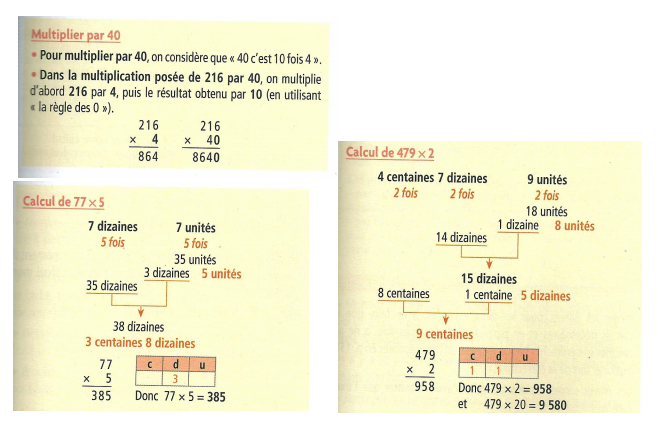 Multiplier par 40
• Pour multiplier par 40, on considère que « 40 c'est 10 fois 4 ».
• Dans la multiplication posée de 216 par 40, on multiplie
d'abord 216 par 4, puis le résultat obtenu par 10 (en utilisant
« la règle des 0 »).
216 216
× 4 × 40
864 8640
Calcul de 77 × 5
7 dizaines 7 unités
5 fois 5 fois
35 unités
3 dizaines 5 unités
35 dizaines
38 dizaines
3 centaines 8 dizaines
77 c d u
× 5 3
385 Donc 77 × 5 = 385
Calcul de 479 × 2
4 centaines 7 dizaines 9 unités
2 fois 2 fois 2 fois
18 unités
1 dizaine 8 unités
14 dizaines
15 dizaines
8 centaines 1 centaine 5 dizaines
9 centaines
479 c d u
× 2 1 1
958 Donc 479 × 2 = 958
et 479 × 20 = 9 580